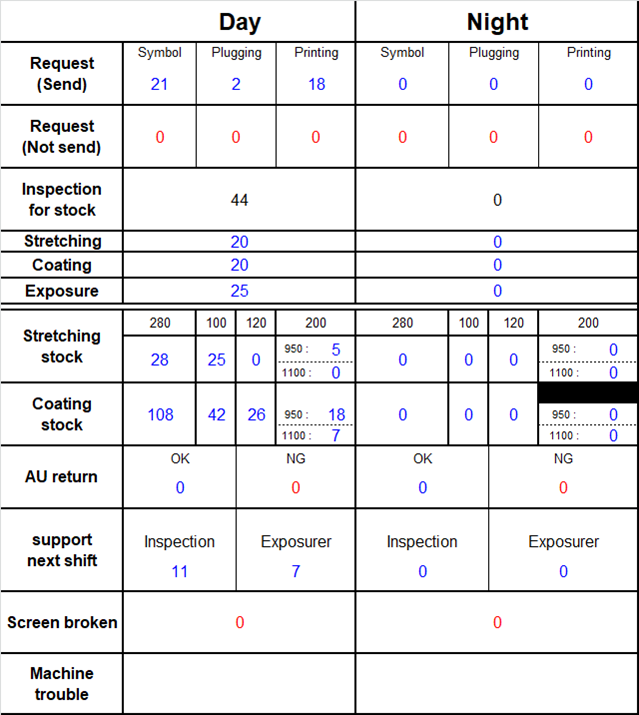 Day Night
Request (Send) Symbol Plugging Printing Symbol Plugging Printing
21 2 18 0 0 0
Request (Not send) 0 0 0 0 0 0
Inspection for stock 44 0
Stretching 20 0
Coating 20 0
Exposure 25 0
Stretching stock 280 100 120 200 280 100 120 200
28 25 0 950 : 5 0 0 0 950 : 0
1100 : 0 1100 : 0
Coating stock 108 42 26 950 : 18 0 0 0 950 : 0
1100 : 7 1100 : 0
AU return OK NG OK NG
0 0 0 0
support next shift Inspection Exposurer Inspection Exposurer
11 7 0 0
Screen broken 0 0
Machine trouble